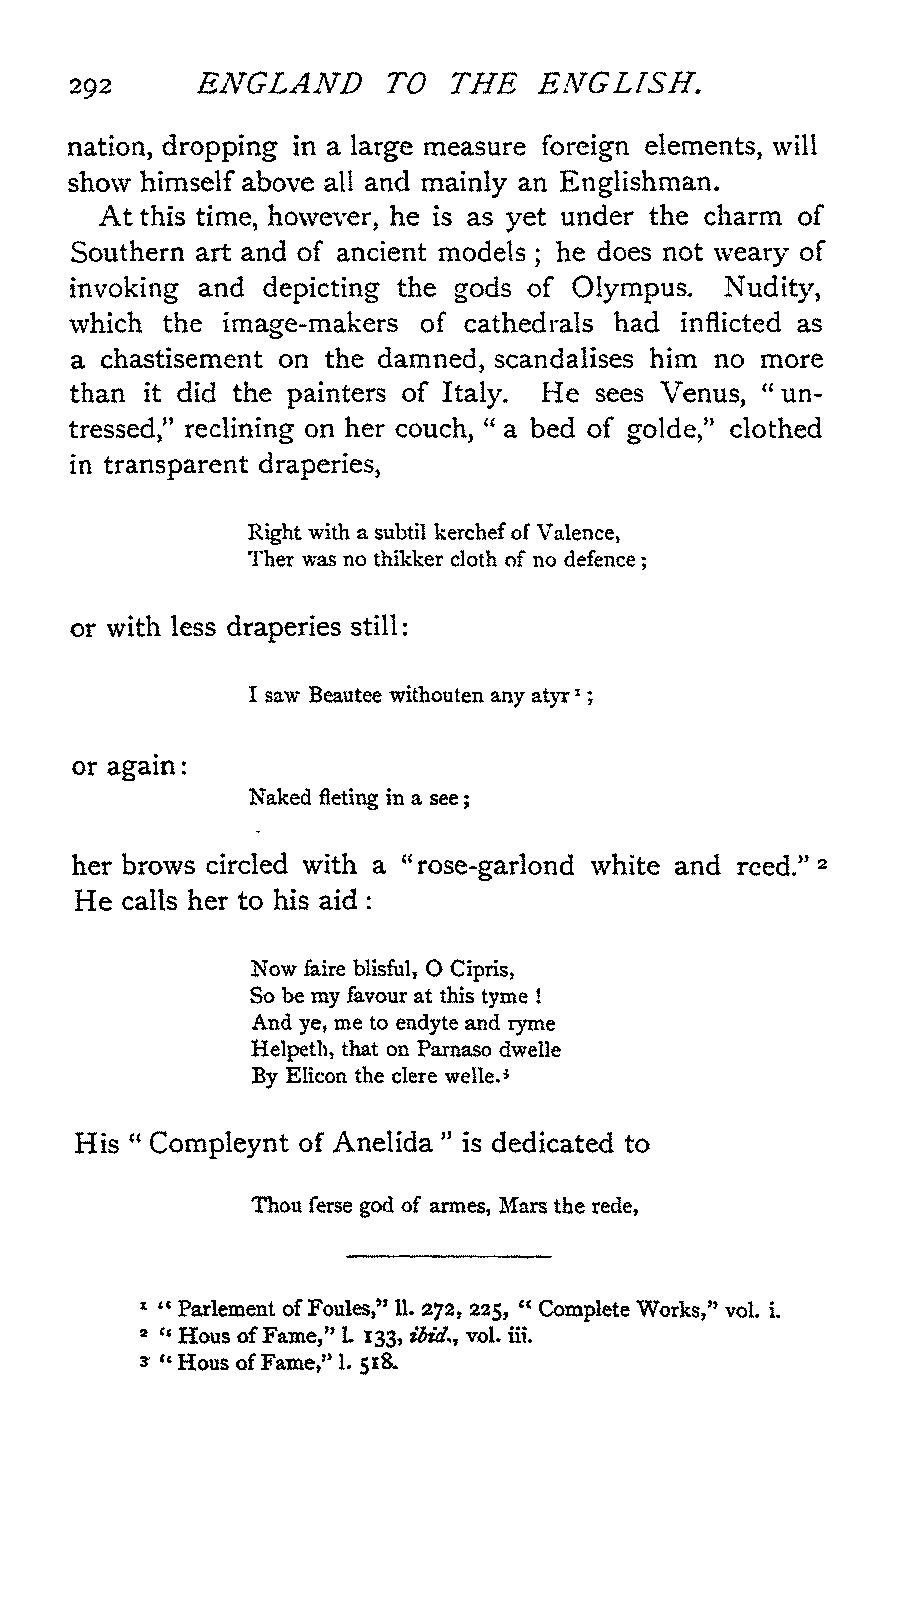 292 ENGLAND TO THE ENGLISH.
nation, dropping in a large measure foreign elements, will
show himself above all and mainly an Englishman.
At this time, however, he is as yet under the charm of
Southern art and of ancient models ; he does not weary of
invoking and depicting the gods of Olympus. Nudity,
which the image-makers of cathedrals had inflicted as
a chastisement on the damned, scandalises him no more
than it did the painters of Italy. He sees Venus, “ un-
tressed,” reclining on her couch, “ a bed of golde,” clothed
in transparent draperies,
Right with a subtil kerchef of Valence,
Ther was no thikker cloth of no defence ;
or with less draperies still :
I saw Beautee withouten any atyr ¹ ;
or again :
Naked fleting in a see ;
her brows circled with a “rose-garlond white and reed.” ²
He calls her to his aid :
Now faire blisful, O Cipris,
So be my favour at this tyme !
And ye, me to endyte and ryme
Helpeth, that on Parnaso dwelle
By Elicon the clere welle.³
His “ Compleynt of Anelida ” is dedicated to
Thou ferse god of armes, Mars the rede,
¹ “ Parlement of Foules,” ll. 272, 225, “ Complete Works,” vol. i.
² “ Hous of Fame,” l. 133, ibid., vol. iii.
³ “ Hous of Fame,” l. 518.